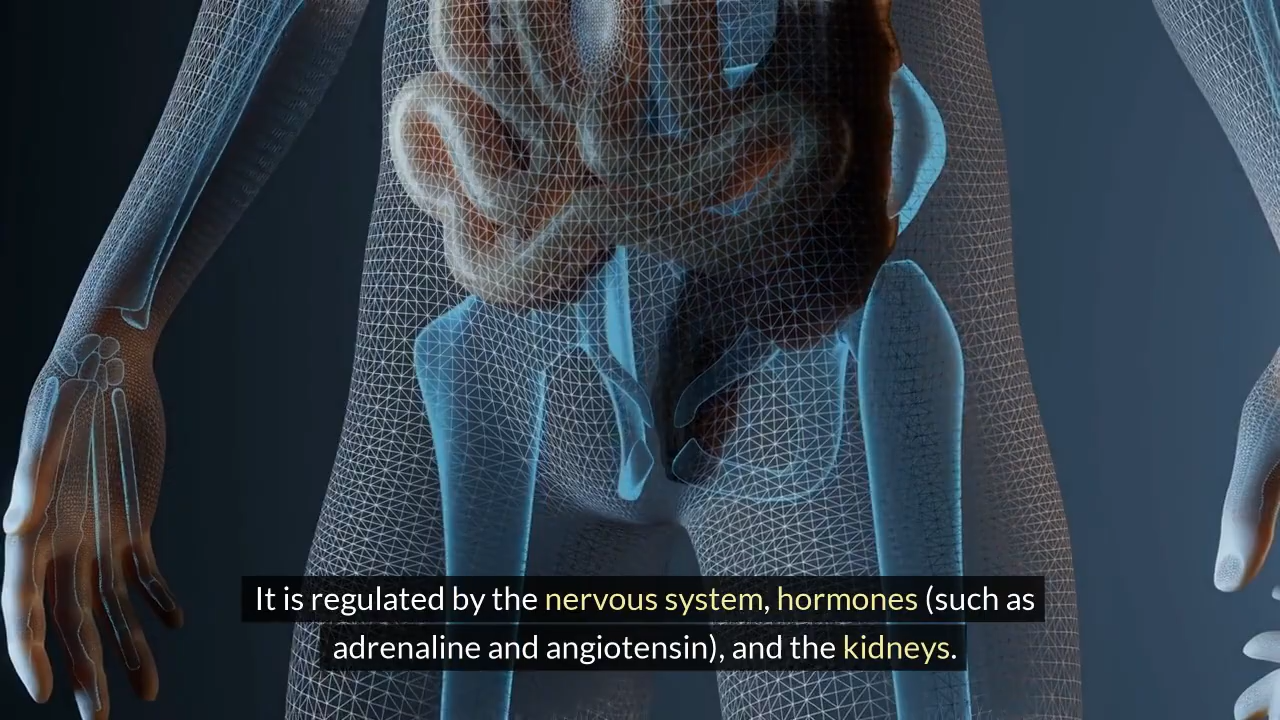 It is regulated by the nervous system, hormones (such as
adrenaline and angiotensin), and the kidneys.